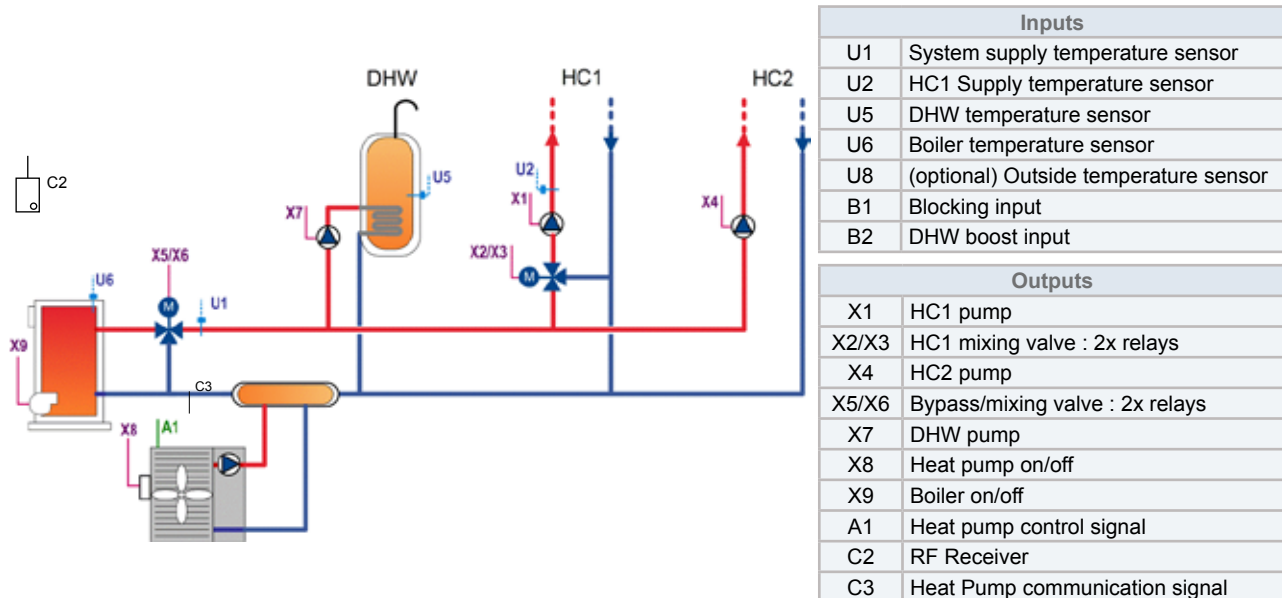 DHW
HC1
HC2
C2
U5
U2
X7
X1
X4
X5/X6
X2/X3
U6
U1
X9
C3
X8
A1
M
M
Inputs
U1 System supply temperature sensor
U2 HC1 Supply temperature sensor
U5 DHW temperature sensor
U6 Boiler temperature sensor
U8 (optional) Outside temperature sensor
B1 Blocking input
B2 DHW boost input
Outputs
X1 HC1 pump
X2/X3 HC1 mixing valve : 2x relays
X4 HC2 pump
X5/X6 Bypass/mixing valve : 2x relays
X7 DHW pump
X8 Heat pump on/off
X9 Boiler on/off
A1 Heat pump control signal
C2 RF Receiver
C3 Heat Pump communication signal